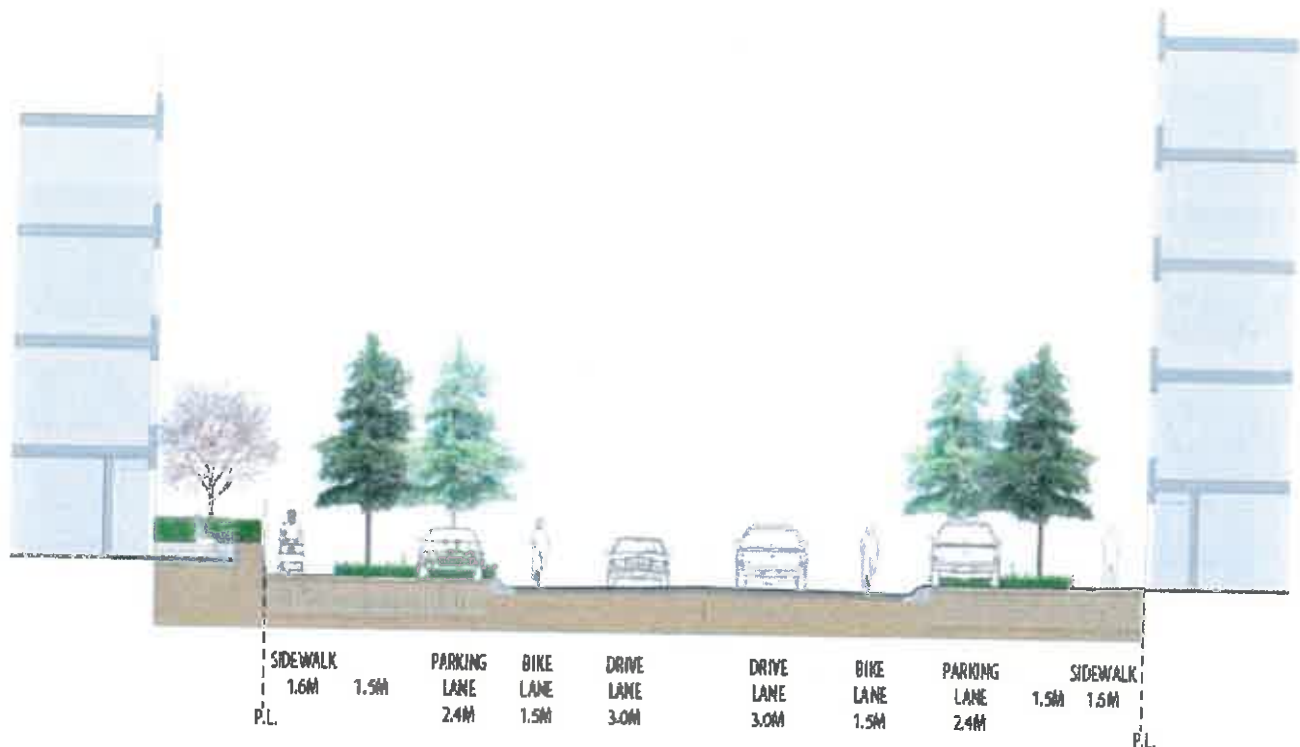 SIDEWALK
1.6M
1.5M
PARKING
LANE
2.4M
BIKE
LANE
1.5M
DRIVE
LANE
3.0M
DRIVE
LANE
3.0M
BIKE
LANE
1.5M
PARKING
LANE
2.4M
1.5M
SIDEWALK
1.6M
P.L.
P.L.